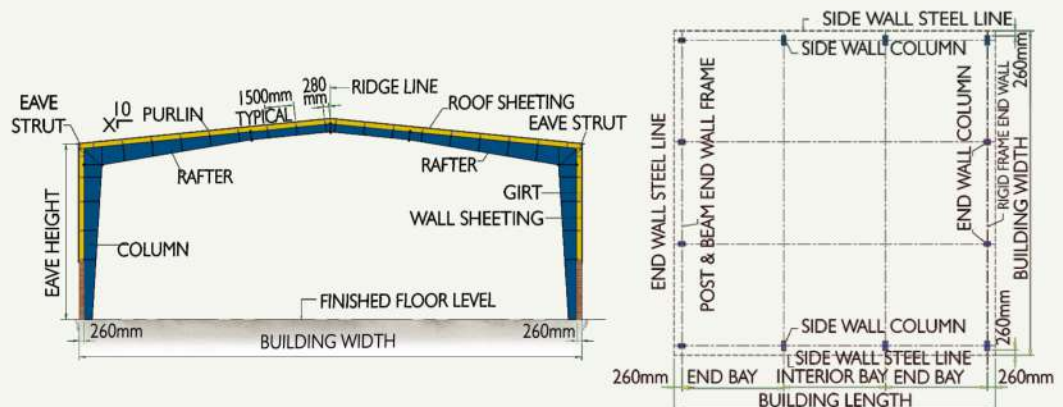 1500mm
TYPICAL
280
mm
RIDGE LINE
EAVE
STRUT
10
X
PURLIN
ROOF SHEETING
EAVE STRUT
RAFTER
RAFTER
GIRT
WALL SHEETING
EAVE HEIGHT
COLUMN
FINISHED FLOOR LEVEL
260mm
260mm
BUILDING WIDTH
SIDE WALL STEEL LINE
SIDE WALL COLUMN
260mm
END WALL STEEL LINE
POST & BEAM END WALL FRAME
END WALL COLUMN
RIGID FRAME END WALL
BUILDING WIDTH
260mm
SIDE WALL COLUMN
SIDE WALL STEEL LINE
260mm
END BAY
INTERIOR BAY
END BAY
260mm
BUILDING LENGTH